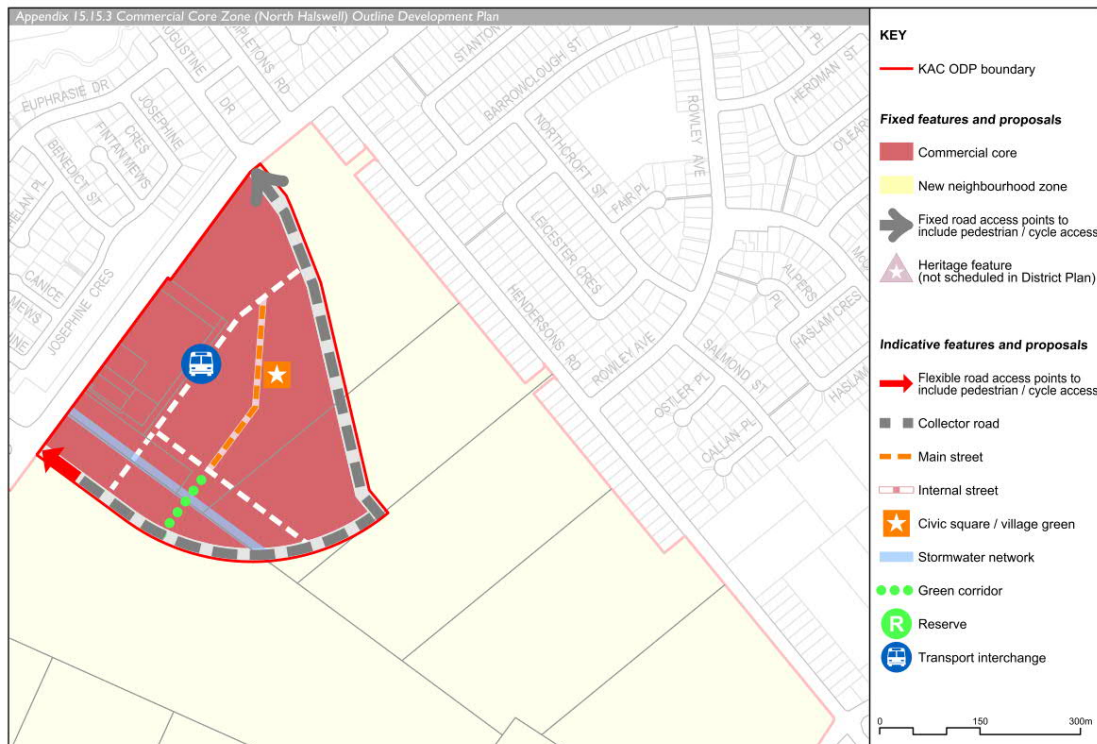 Appendix 15.15.3 Commercial Core Zone (North Halswell) Outline Development Plan
EUPHRASIE DR
AUGUSTINE
DR
JOSEPHINE
CRES
FINTAN MEWS
BENEDICT ST
CANICE
MEWS
JOSEPHINE CRES
STANTON
BARROWCLOUGH ST
NORTHCROFT ST
PAIR PL
LEICESTER CRES
HENDERSONS RD
ROWLEY AVE
ROWLEY AVE
HERDMAN ST
SALMOND ST
OSTLER PL
CALLAN PL
ALPERS
PL
HASLAM CRES
HASLAM
KEY
KAC ODP boundary
Fixed features and proposals
Commercial core
New neighbourhood zone
Fixed road access points to
include pedestrian / cycle access
Heritage feature
(not scheduled in District Plan)
Indicative features and proposals
Flexible road access points to
include pedestrian / cycle access
Collector road
Main street
Internal street
Civic square / village green
Stormwater network
Green corridor
R
Reserve
Transport interchange
0 150 300m